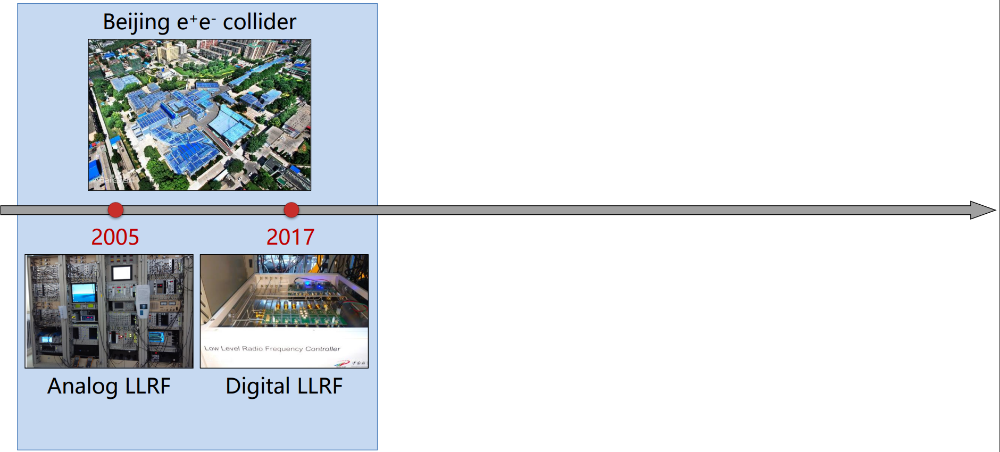 Beijing e⁺e⁻ collider
2005
2017
Low Level Radio Frequency Controller
Analog LLRF
Digital LLRF